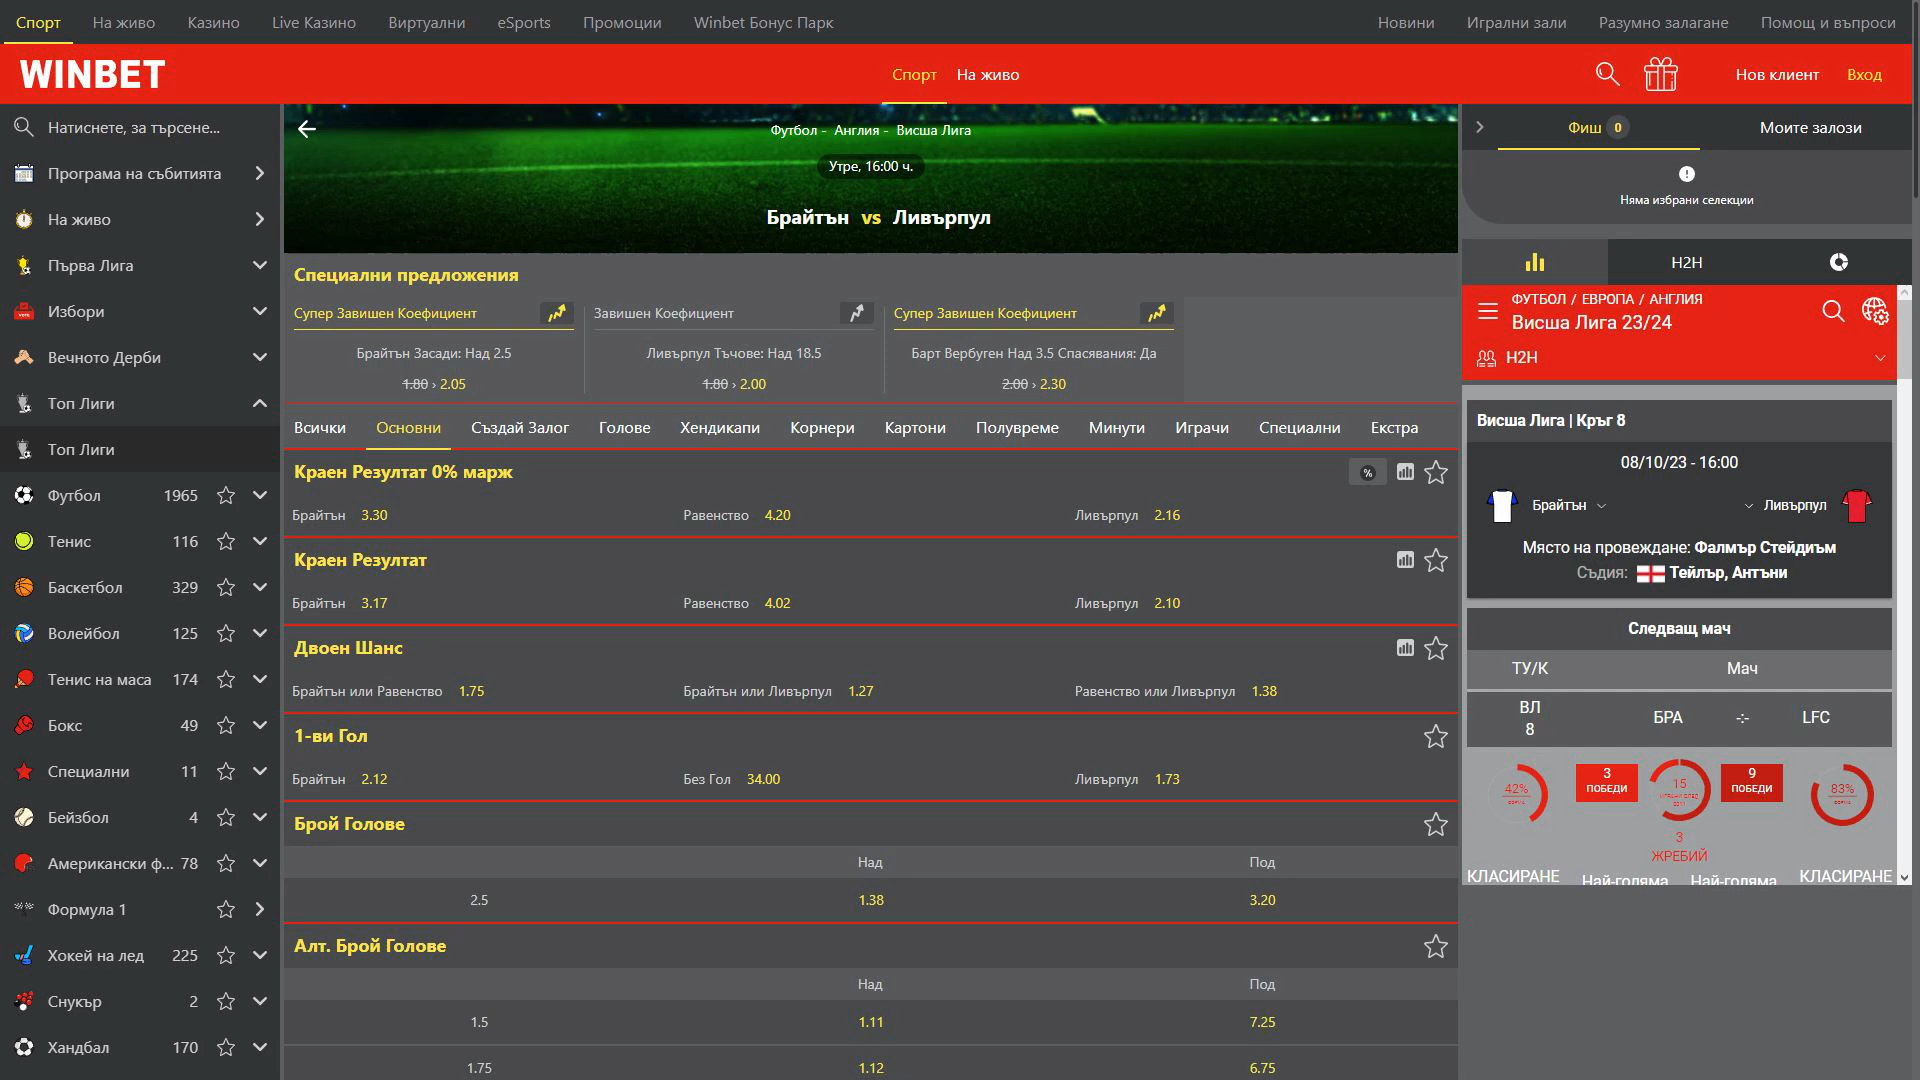 Спорт На живо Казино Live Казино Виртуални eSports Промоции Winbet Бонус Парк Новини Игрални зали Разумно залагане Помощ и въпроси
WINBET Спорт На живо Нов клиент Вход
Натиснете, за търсене...
Програма на събитията
На живо
Първа Лига
Избори
Вечното Дерби
Топ Лиги
Топ Лиги
Футбол 1965
Тенис 116
Баскетбол 329
Волейбол 125
Тенис на маса 174
Бокс 49
Специални 11
Бейзбол 4
Американски ф... 78
Формула 1
Хокей на лед 225
Снукър 2
Хандбал 170
Футбол - Англия - Висша Лига
Утре, 16:00 ч.
Брайтън vs Ливърпул
Специални предложения
Супер Завишен Коефициент Завишен Коефициент Супер Завишен Коефициент
Брайтън Засади: Над 2.5 Ливърпул Тъчове: Над 18.5 Барт Вербуген Над 3.5 Спасявания: Да
1.80 › 2.05 1.80 › 2.00 2.00 › 2.30
Всички Основни Създай Залог Голове Хендикапи Корнери Картони Полувреме Минути Играчи Специални Екстра
Краен Резултат 0% марж %
Брайтън 3.30 Равенство 4.20 Ливърпул 2.16
Краен Резултат
Брайтън 3.17 Равенство 4.02 Ливърпул 2.10
Двоен Шанс
Брайтън или Равенство 1.75 Брайтън или Ливърпул 1.27 Равенство или Ливърпул 1.38
1-ви Гол
Брайтън 2.12 Без Гол 34.00 Ливърпул 1.73
Брой Голове
Над Под
2.5 1.38 3.20
Алт. Брой Голове
Над Под
1.5 1.11 7.25
1.75 1.12 6.75
Фиш 0 Моите залози
Няма избрани селекции
H2H
ФУТБОЛ / ЕВРОПА / АНГЛИЯ
Висша Лига 23/24
H2H
Висша Лига | Кръг 8
08/10/23 - 16:00
Брайтън Ливърпул
Място на провеждане: Фалмър Стейдиъм
Съдия: Тейлър, Антъни
Следващ мач
ТУ/К Мач
ВЛ
8
БРА -:- LFC
42% 3 ПОБЕДИ 15 9 ПОБЕДИ 83%
3
ЖРЕБИЙ
КЛАСИРАНЕ Най-голяма Най-голяма КЛАСИРАНЕ